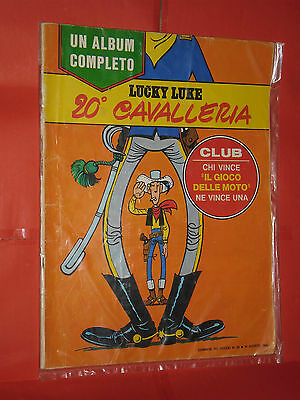 UN ALBUM
COMPLETO
LUCKY LUKE
20° CAVALLERIA
CLUB
CHI VINCE
"IL GIOCO
DELLE MOTO"
NE VINCE UNA